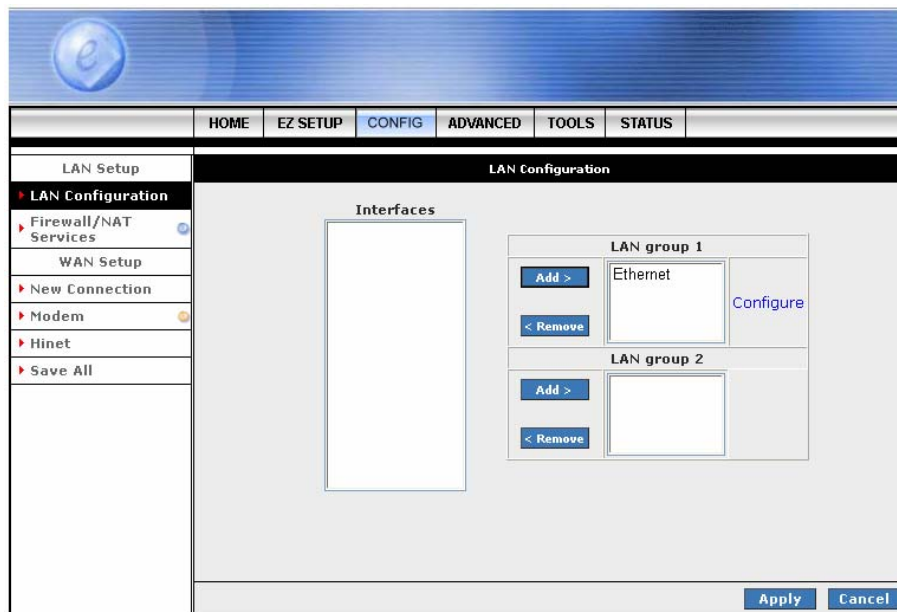 e
HOME EZ SETUP CONFIG ADVANCED TOOLS STATUS
LAN Setup
LAN Configuration
Firewall/NAT
Services
WAN Setup
New Connection
Modem
Hinet
Save All
LAN Configuration
Interfaces
LAN group 1
Add >
Ethernet
Configure
< Remove
LAN group 2
Add >
< Remove
Apply Cancel